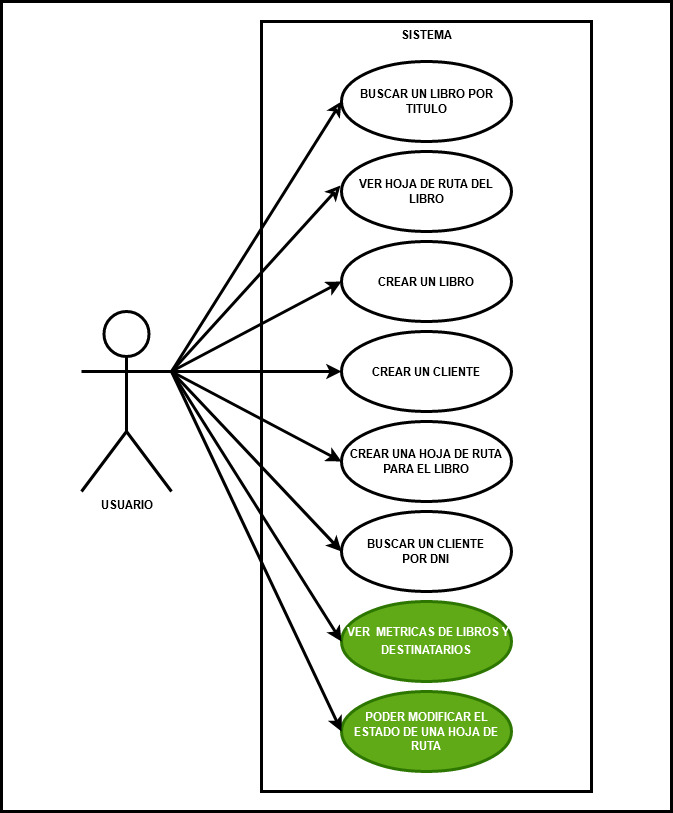 SISTEMA
BUSCAR UN LIBRO POR
TITULO
VER HOJA DE RUTA DEL
LIBRO
CREAR UN LIBRO
CREAR UN CLIENTE
CREAR UNA HOJA DE RUTA
PARA EL LIBRO
USUARIO
BUSCAR UN CLIENTE
POR DNI
VER METRICAS DE LIBROS Y
DESTINATARIOS
PODER MODIFICAR EL
ESTADO DE UNA HOJA DE
RUTA